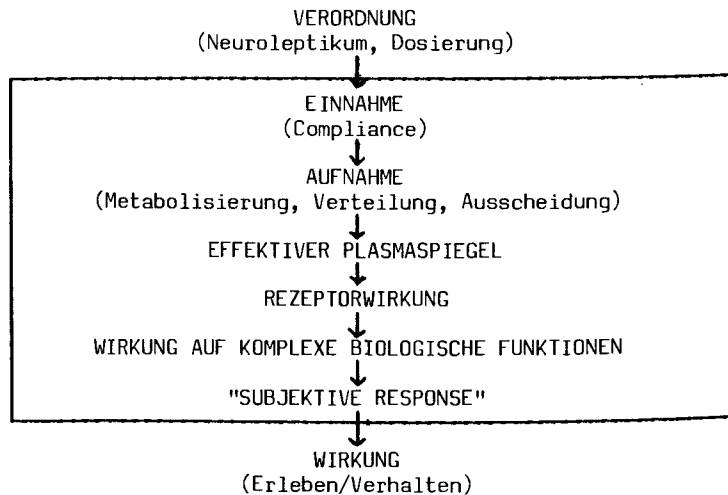 VERORDNUNG
(Neuroleptikum, Dosierung)
EINNAHME
(Compliance)
AUFNAHME
(Metabolisierung, Verteilung, Ausscheidung)
EFFEKTIVER PLASMASPIEGEL
REZEPTORWIRKUNG
WIRKUNG AUF KOMPLEXE BIOLOGISCHE FUNKTIONEN
"SUBJEKTIVE RESPONSE"
WIRKUNG
(Erleben/Verhalten)